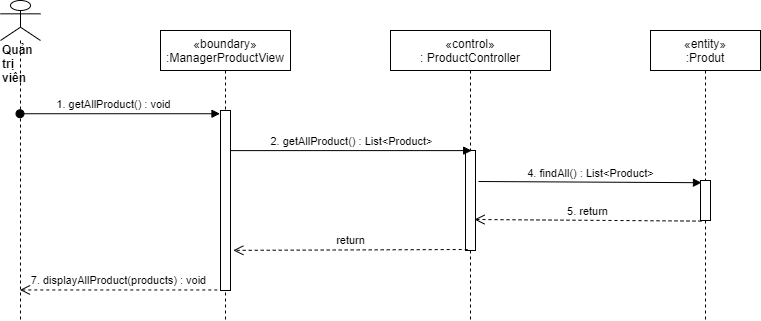 Quản
trị
viên
«boundary»
:ManagerProductView
«control»
: ProductController
«entity»
:Produt
1. getAllProduct() : void
2. getAllProduct() : List<Product>
4. findAll() : List<Product>
5. return
return
7. displayAllProduct(products) : void